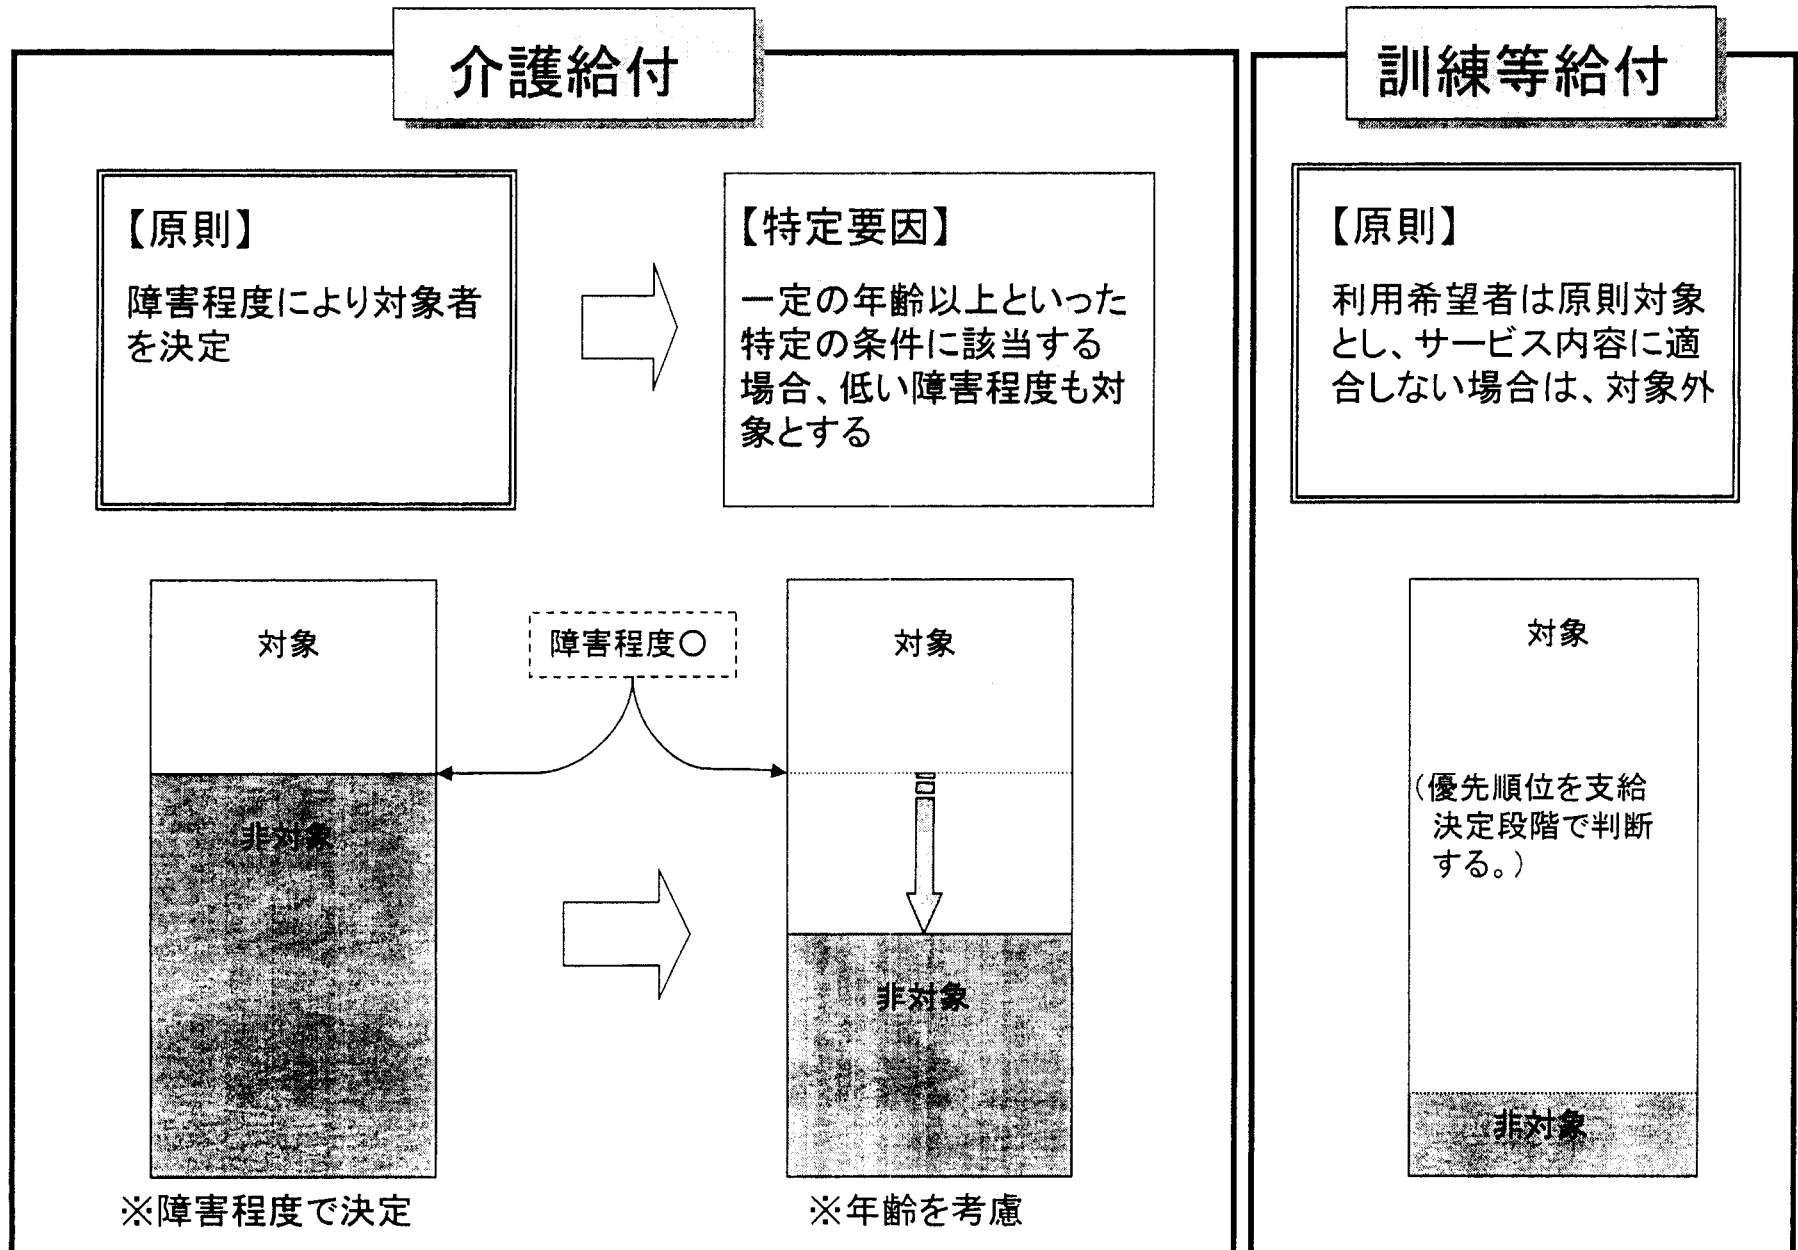 介護給付
【原則】
障害程度により対象者
を決定
【特定要因】
一定の年齢以上といった
特定の条件に該当する
場合、低い障害程度も対
象とする
対象
非対象
※障害程度で決定
障害程度〇
対象
非対象
※年齢を考慮
訓練等給付
【原則】
利用希望者は原則対象
とし、サービス内容に適
合しない場合は、対象外
対象
(優先順位を支給
決定段階で判断
する。)
非対象